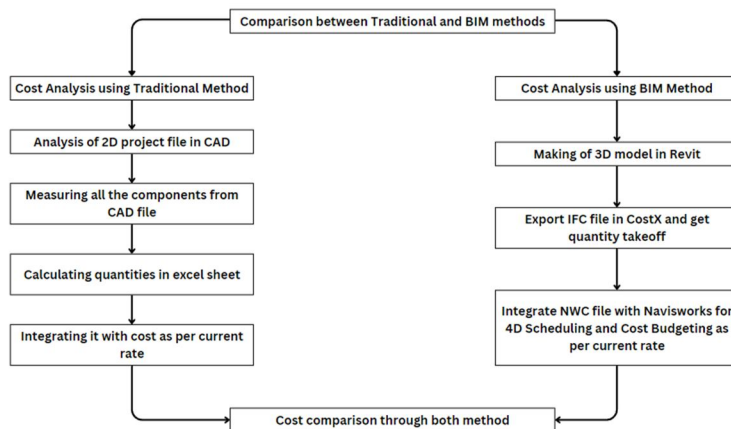 Comparison between Traditional and BIM methods
Cost Analysis using Traditional Method
Analysis of 2D project file in CAD
Measuring all the components from
CAD file
Calculating quantities in excel sheet
Integrating it with cost as per current
rate
Cost Analysis using BIM Method
Making of 3D model in Revit
Export IFC file in CostX and get
quantity takeoff
Integrate NWC file with Navisworks for
4D Scheduling and Cost Budgeting as
per current rate
Cost comparison through both method